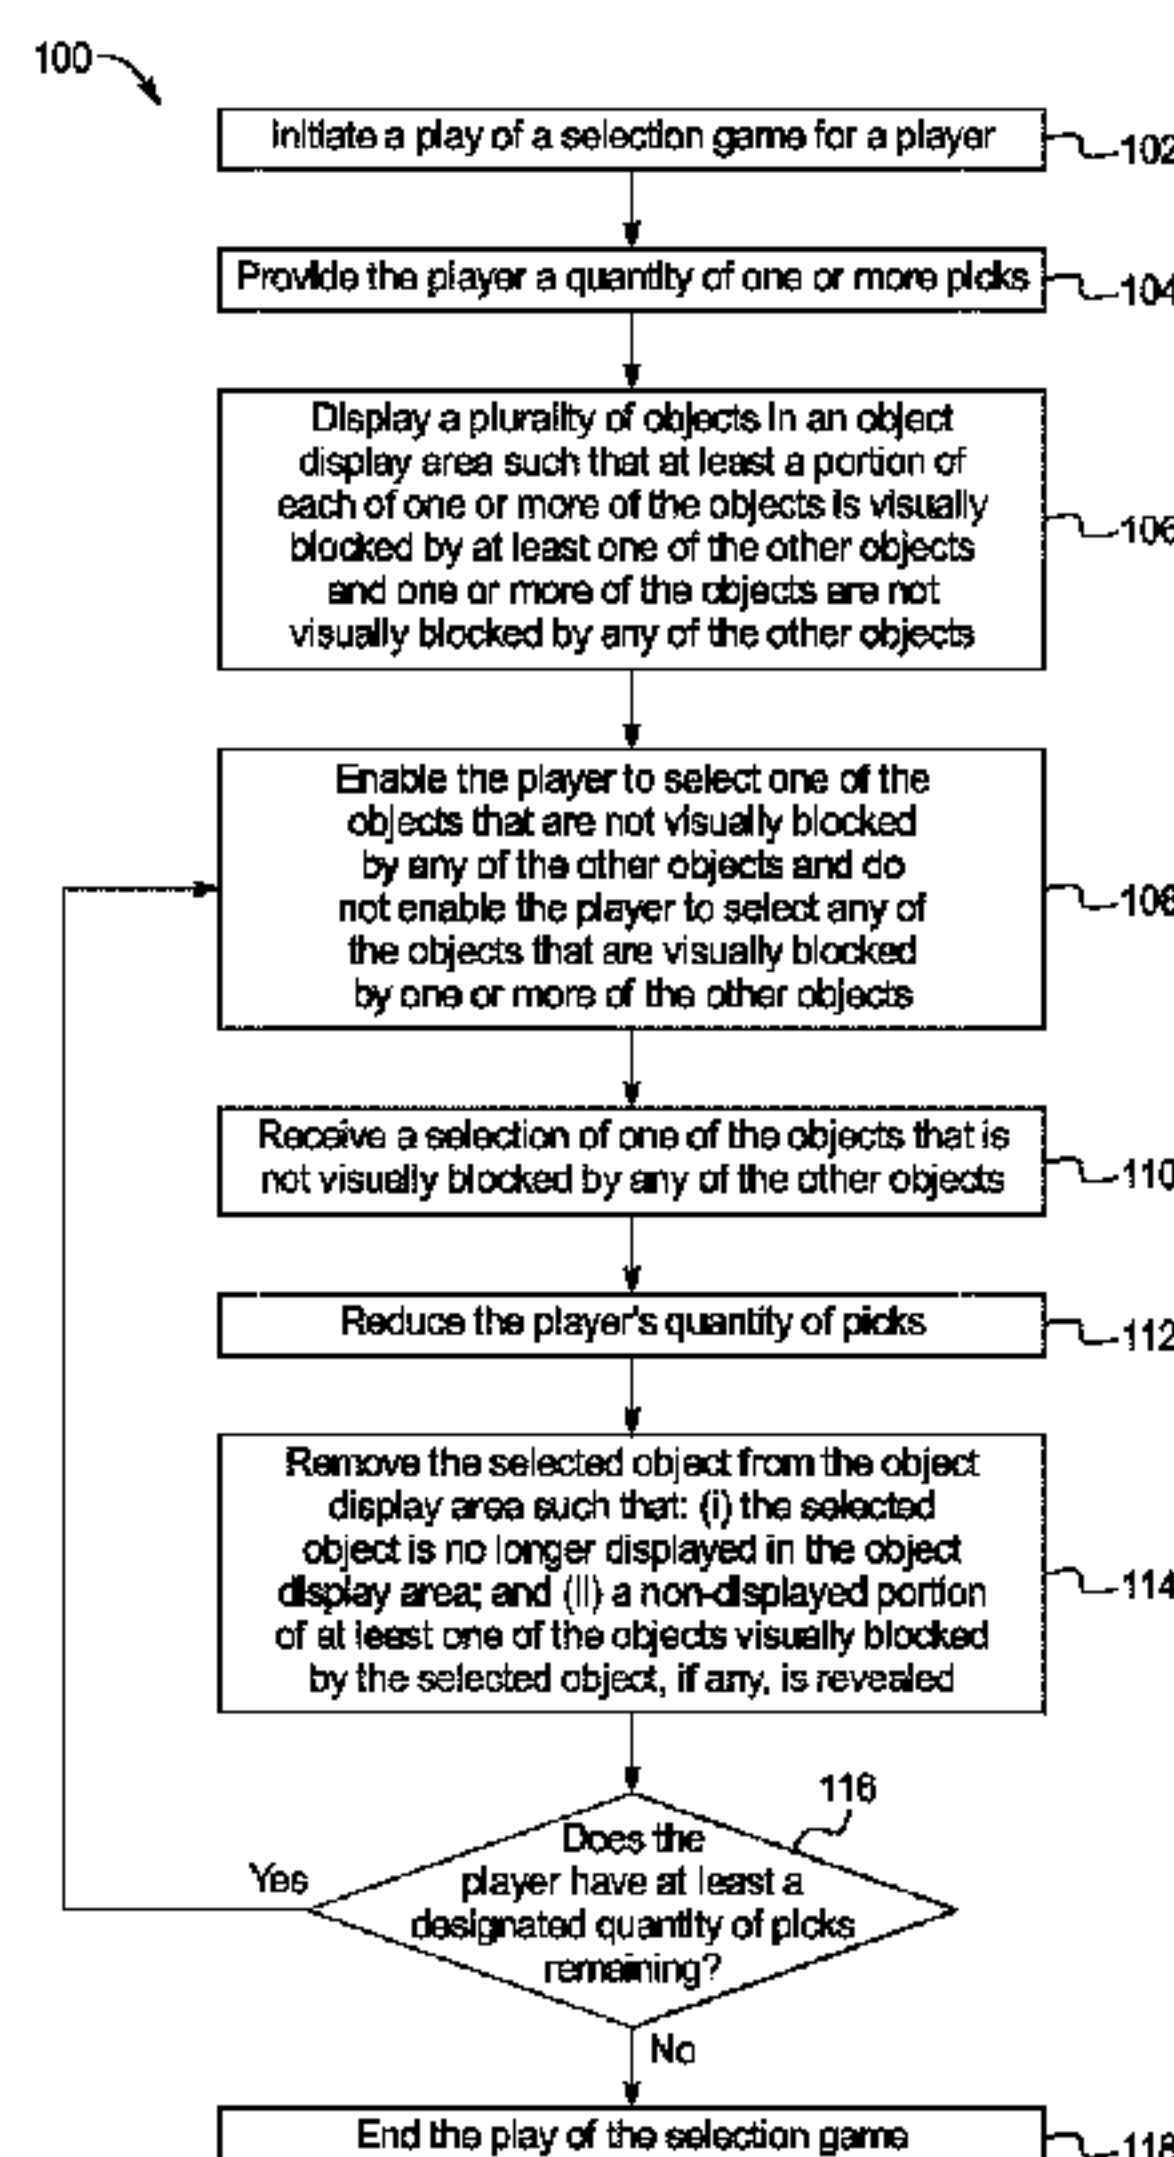 100
Initiate a play of a selection game for a player
102
Provide the player a quantity of one or more picks
104
Display a plurality of objects in an object
display area such that at least a portion of
each of one or more of the objects is visually
blocked by at least one of the other objects
and one or more of the objects are not
visually blocked by any of the other objects
106
Enable the player to select one of the
objects that are not visually blocked
by any of the other objects and do
not enable the player to select any of
the objects that are visually blocked
by one or more of the other objects
108
Receive a selection of one of the objects that is
not visually blocked by any of the other objects
110
Reduce the player's quantity of picks
112
Remove the selected object from the object
display area such that: (i) the selected
object is no longer displayed in the object
display area; and (ii) a non-displayed portion
of at least one of the objects visually blocked
by the selected object, if any, is revealed
114
116
Does the
player have at least a
designated quantity of picks
remaining?
Yes
No
End the play of the selection game
118